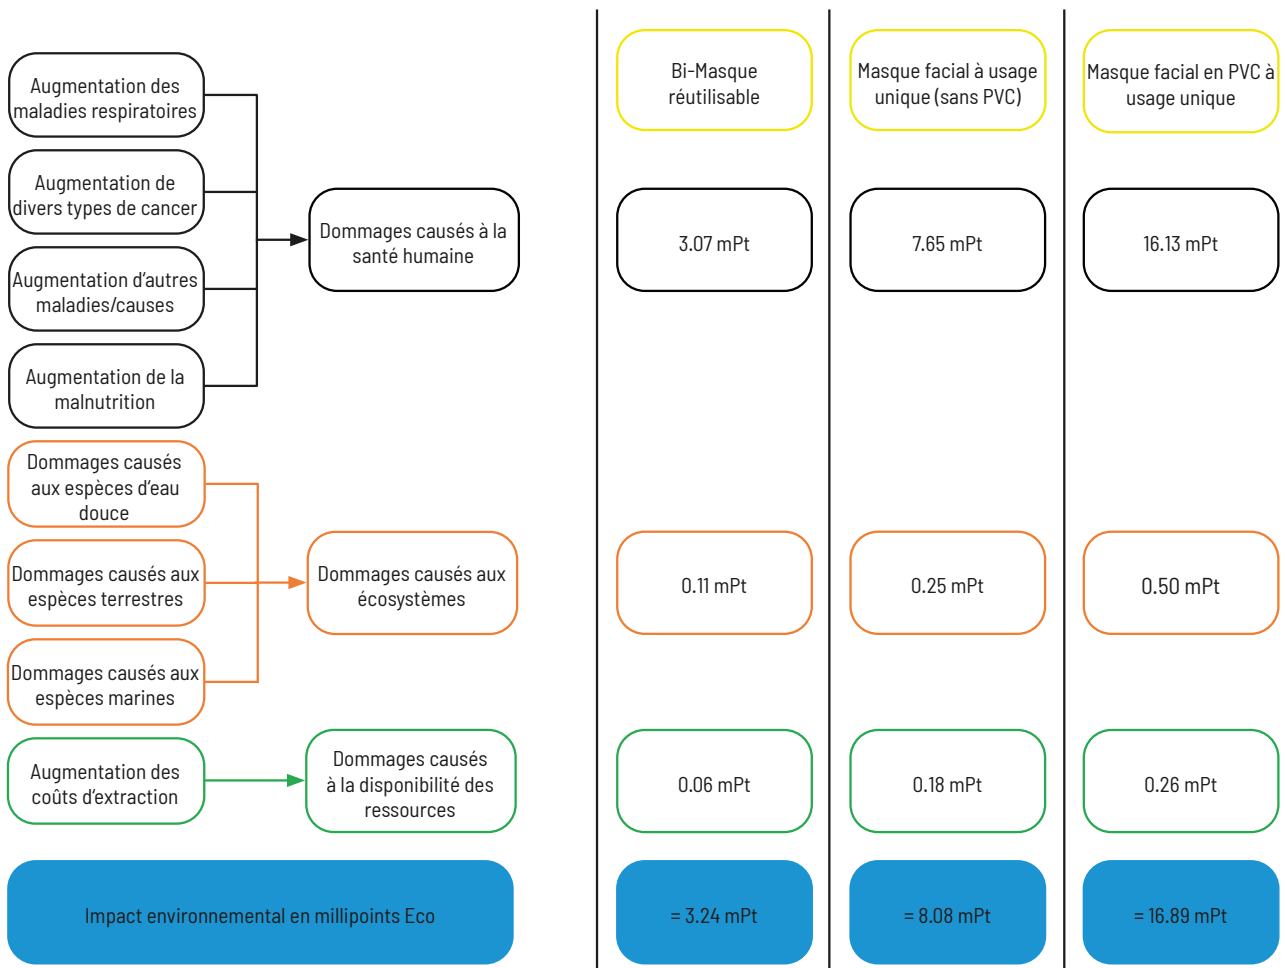 Bi-Masque
réutilisable
Masque facial à usage
unique (sans PVC)
Masque facial en PVC à
usage unique
Augmentation des
maladies respiratoires
Augmentation de
divers types de cancer
Augmentation d'autres
maladies/causes
Augmentation de la
malnutrition
Dommages causés à la
santé humaine
3.07 mPt
7.65 mPt
16.13 mPt
Dommages causés
aux espèces d'eau
douce
Dommages causés aux
espèces terrestres
Dommages causés aux
espèces marines
Dommages causés aux
écosystèmes
0.11 mPt
0.25 mPt
0.50 mPt
Augmentation des
coûts d'extraction
Dommages causés
à la disponibilité des
ressources
0.06 mPt
0.18 mPt
0.26 mPt
Impact environnemental en millipoints Eco
= 3.24 mPt
= 8.08 mPt
= 16.89 mPt